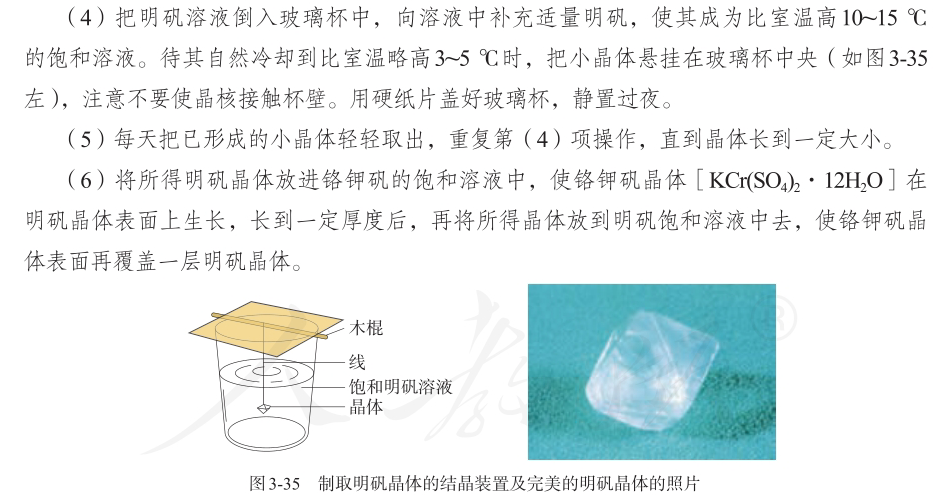 （4）把明矾溶液倒入玻璃杯中，向溶液中补充适量明矾，使其成为比室温高10~15 ℃
的饱和溶液。待其自然冷却到比室温略高3~5 ℃时，把小晶体悬挂在玻璃杯中央（如图3-35
左），注意不要使晶核接触杯壁。用硬纸片盖好玻璃杯，静置过夜。
（5）每天把已形成的小晶体轻轻取出，重复第（4）项操作，直到晶体长到一定大小。
（6）将所得明矾晶体放进铬钾矾的饱和溶液中，使铬钾矾晶体［KCr(SO₄)₂・12H₂O］在
明矾晶体表面上生长，长到一定厚度后，再将所得晶体放到明矾饱和溶液中去，使铬钾矾晶
体表面再覆盖一层明矾晶体。
木棍
线
饱和明矾溶液
晶体
®
图3-35 制取明矾晶体的结晶装置及完美的明矾晶体的照片